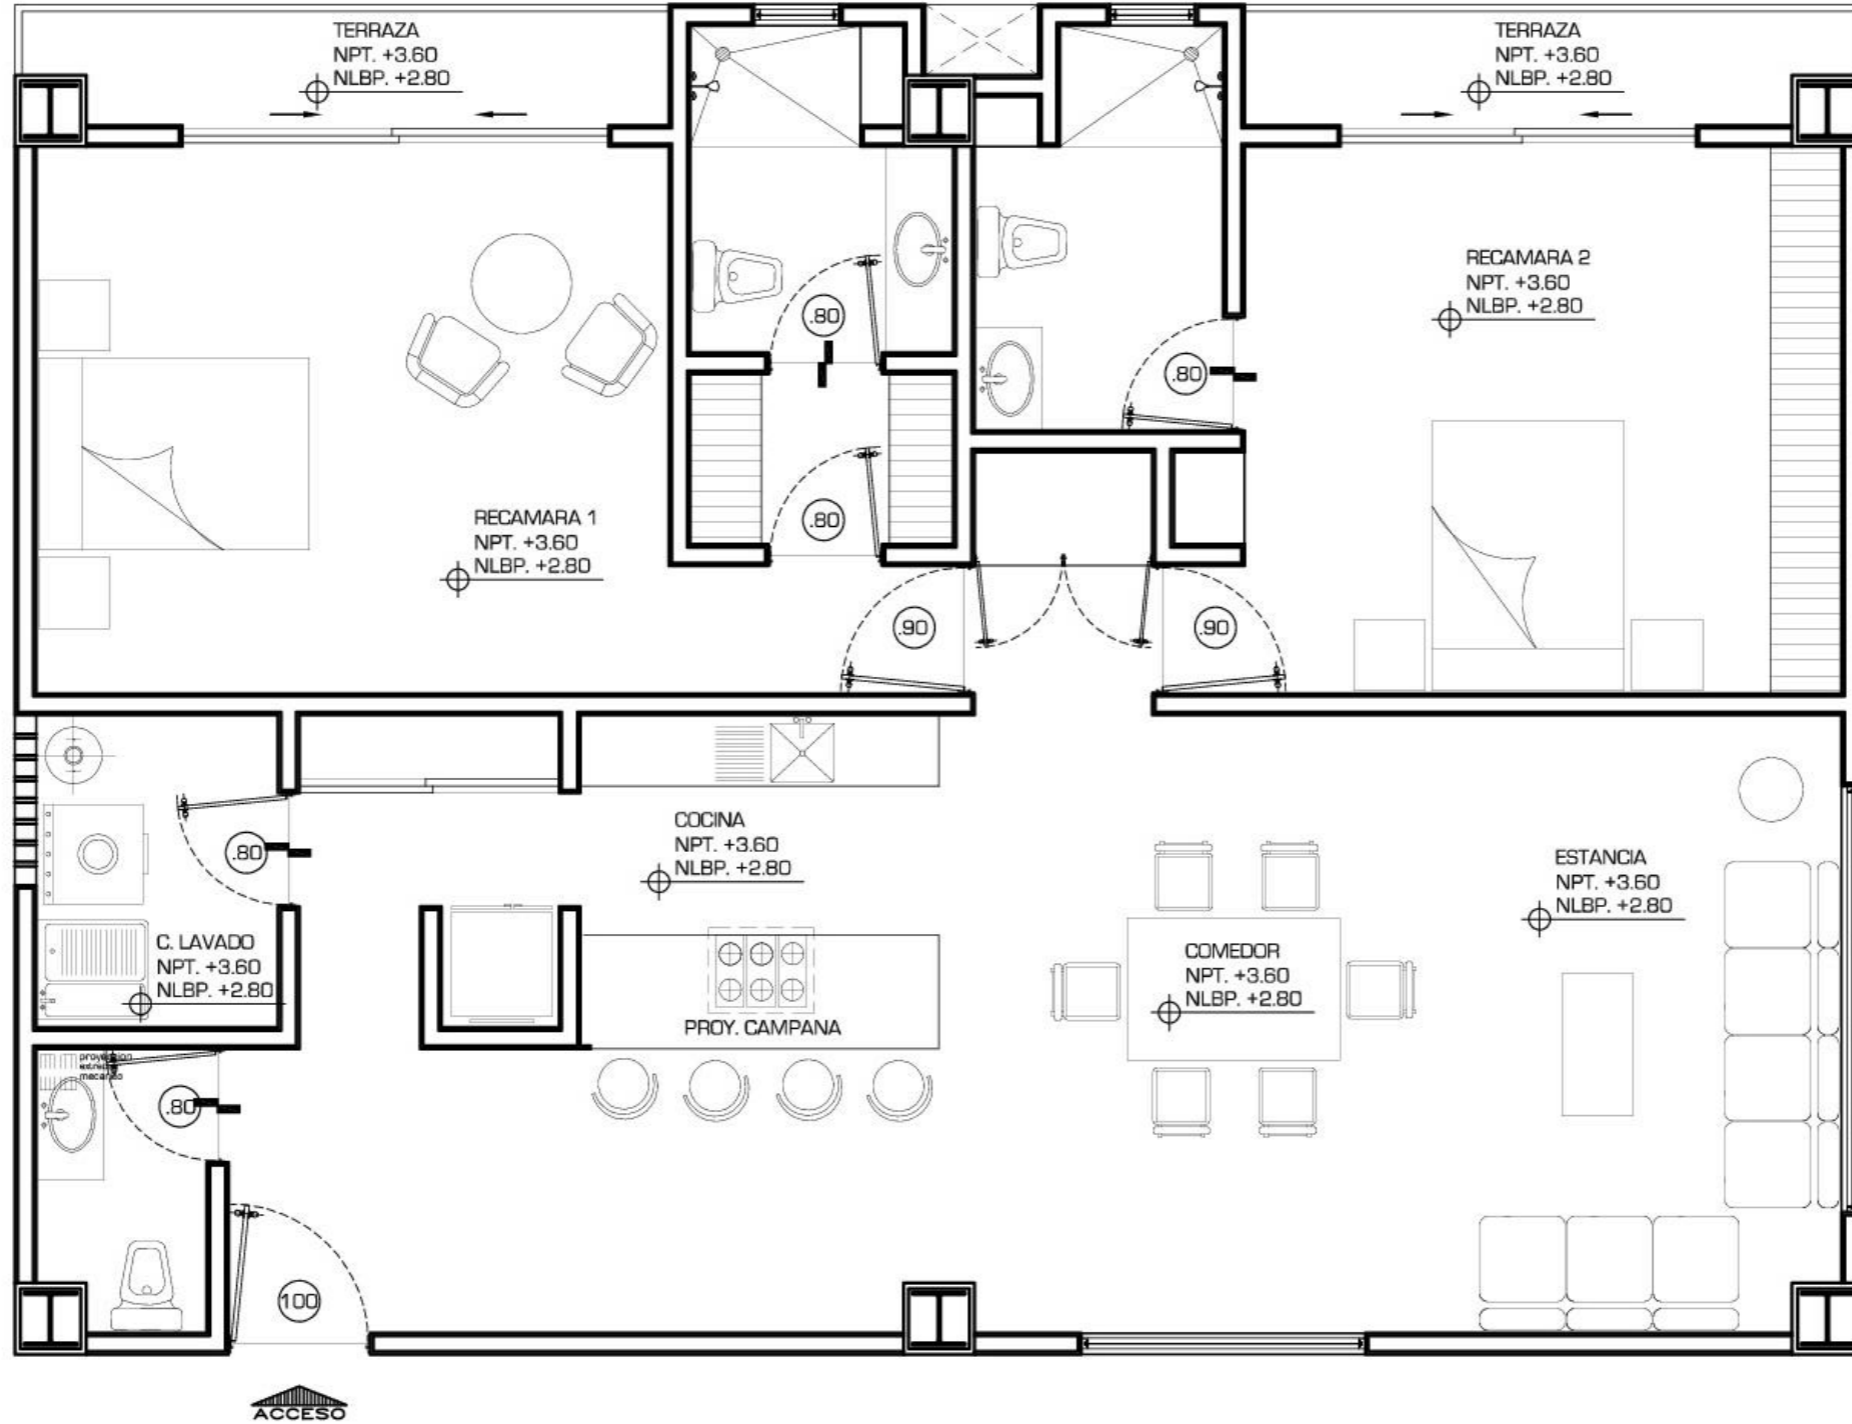 TERRAZA
NPT. +3.60
NLBP. +2.80
TERRAZA
NPT. +3.60
NLBP. +2.80
RECAMARA 2
NPT. +3.60
NLBP. +2.80
.80
.80
.80
RECAMARA 1
NPT. +3.60
NLBP. +2.80
.90
.90
COCINA
NPT. +3.60
NLBP. +2.80
.80
ESTANCIA
NPT. +3.60
NLBP. +2.80
C. LAVADO
NPT. +3.60
NLBP. +2.80
COMEDOR
NPT. +3.60
NLBP. +2.80
PROY. CAMPANA
.80
100
ACCESO